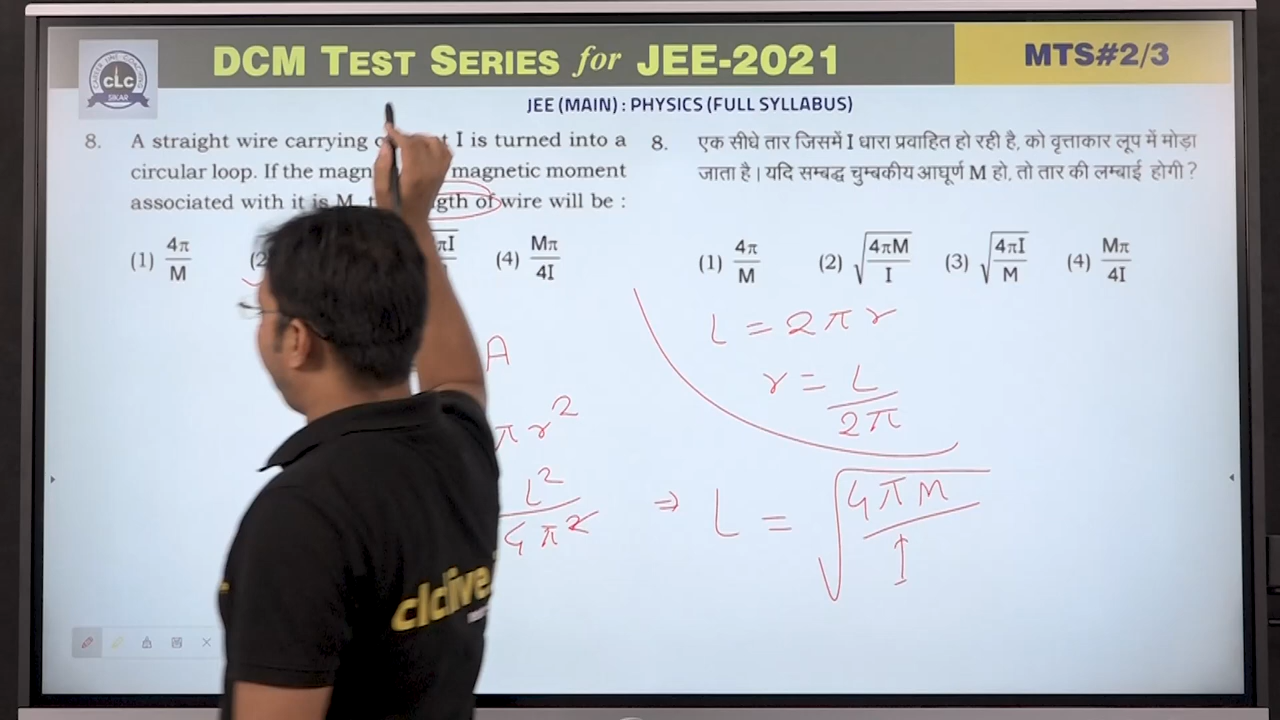 DCM TEST SERIES for JEE-2021
MTS#2/3
CLC
SIKAR
JEE (MAIN) : PHYSICS (FULL SYLLABUS)
8. A straight wire carrying I is turned into a
circular loop. If the magnetic moment
associated with it is M, of wire will be :
(1) 4π/M
(4) Mπ/4I
8. एक सीधे तार जिसमें I धारा प्रवाहित हो रही है, को वृत्ताकार लूप में मोड़ा
जाता है। यदि सम्बद्ध चुम्बकीय आघूर्ण M हो, तो तार की लम्बाई होगी ?
(1) 4π/M (2) √(4πM/I) (3) √(4πI/M) (4) Mπ/4I
A
πr²
L²/4π²
L = 2πr
r = L/2π
⇒ L = √(4πM/I)
clclive.